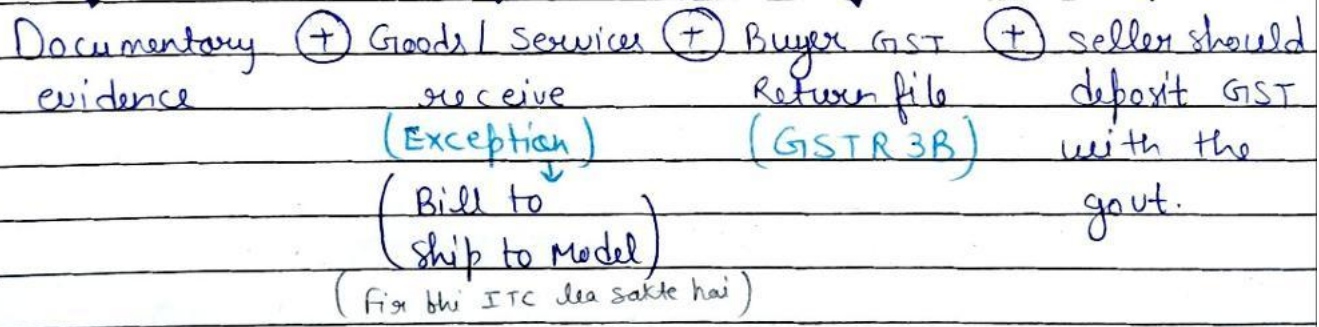 Documentary + Goods / Services + Buyer GST + seller should
evidence receive Return file deposit GST
(Exception) (GSTR 3B) with the
(Bill to govt.
ship to Model)
(Fir bhi ITC lea sakte hai)